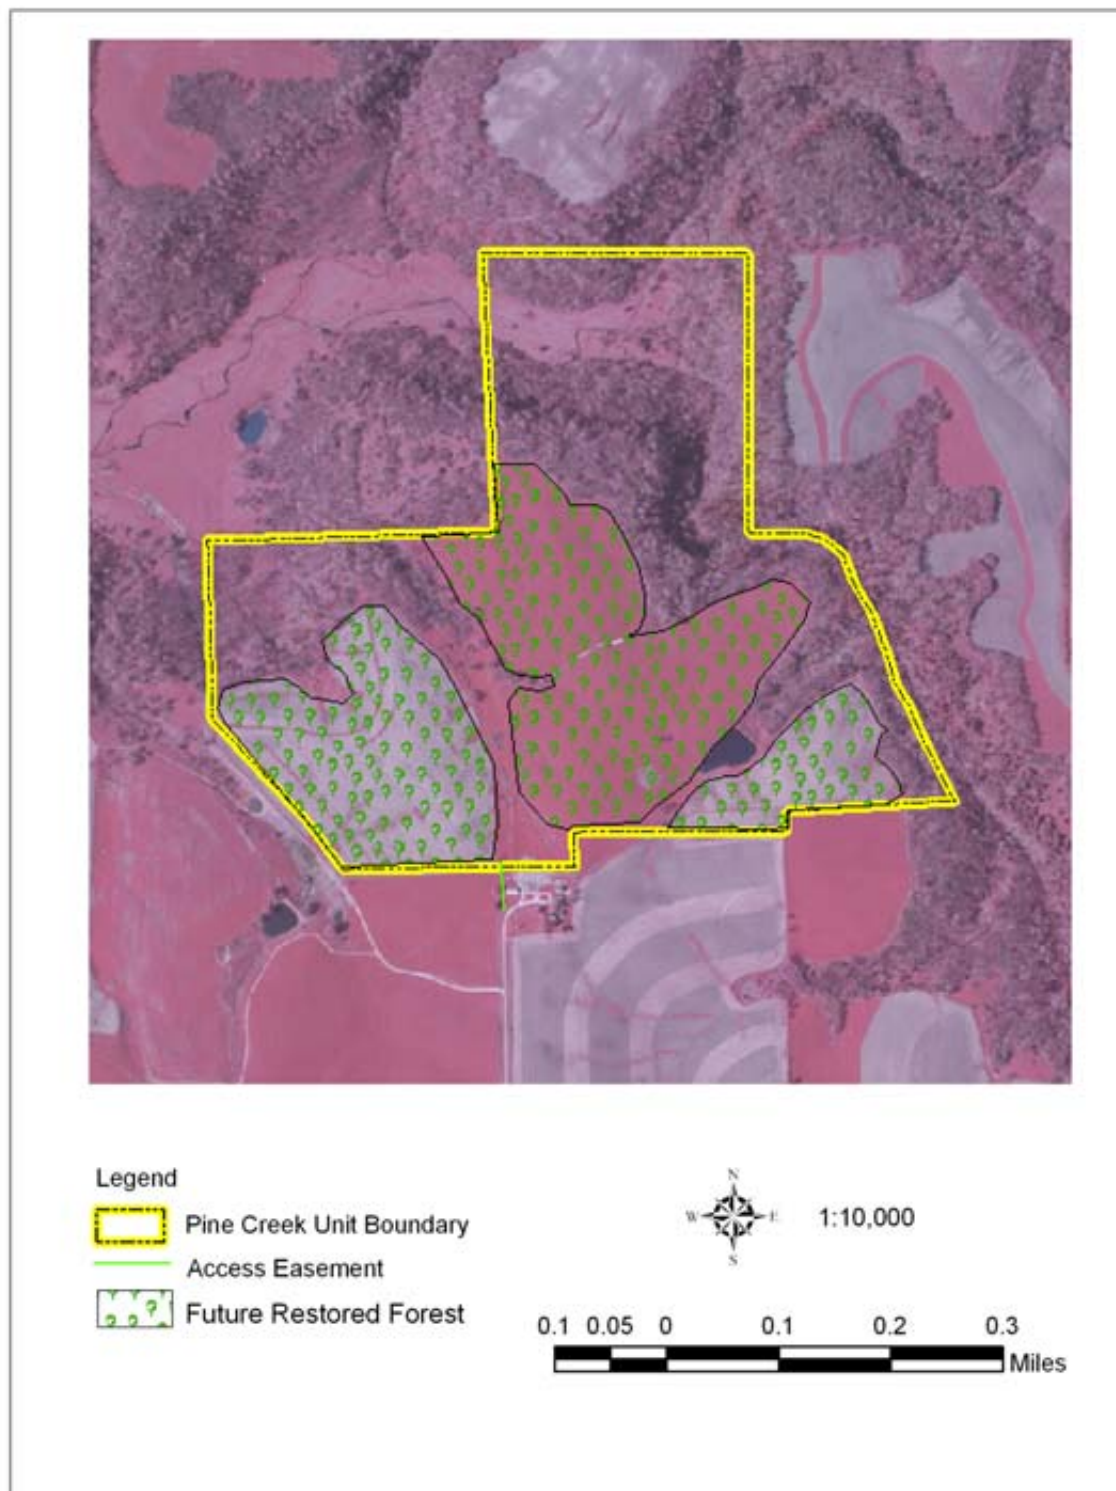 Legend
Pine Creek Unit Boundary
Access Easement
Future Restored Forest
N
W E
S
1:10,000
0.1 0.05 0 0.1 0.2 0.3
Miles